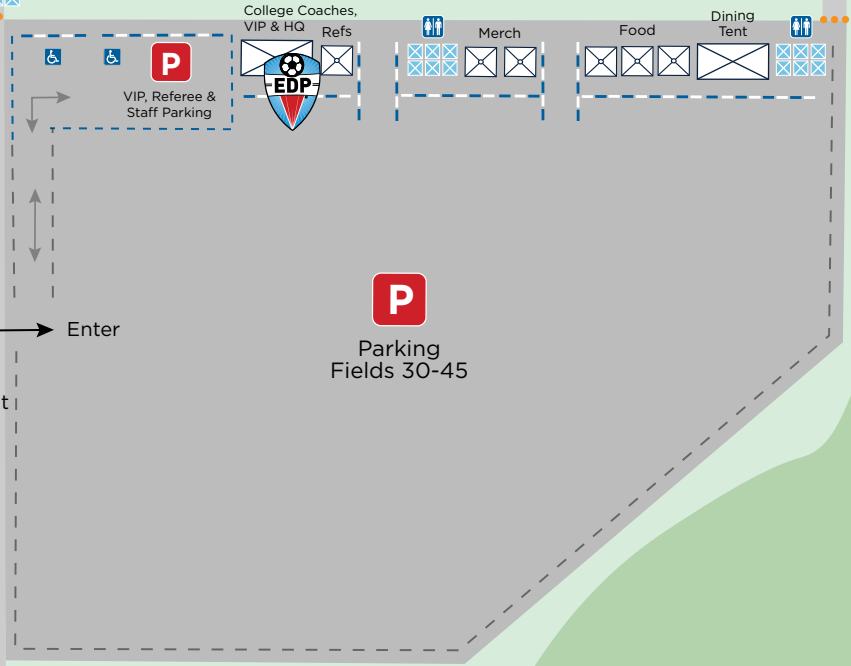 College Coaches,
VIP & HQ
Refs
Merch
Food
Dining
Tent
P
VIP, Referee &
Staff Parking
EDP
Enter
P
Parking
Fields 30-45
t